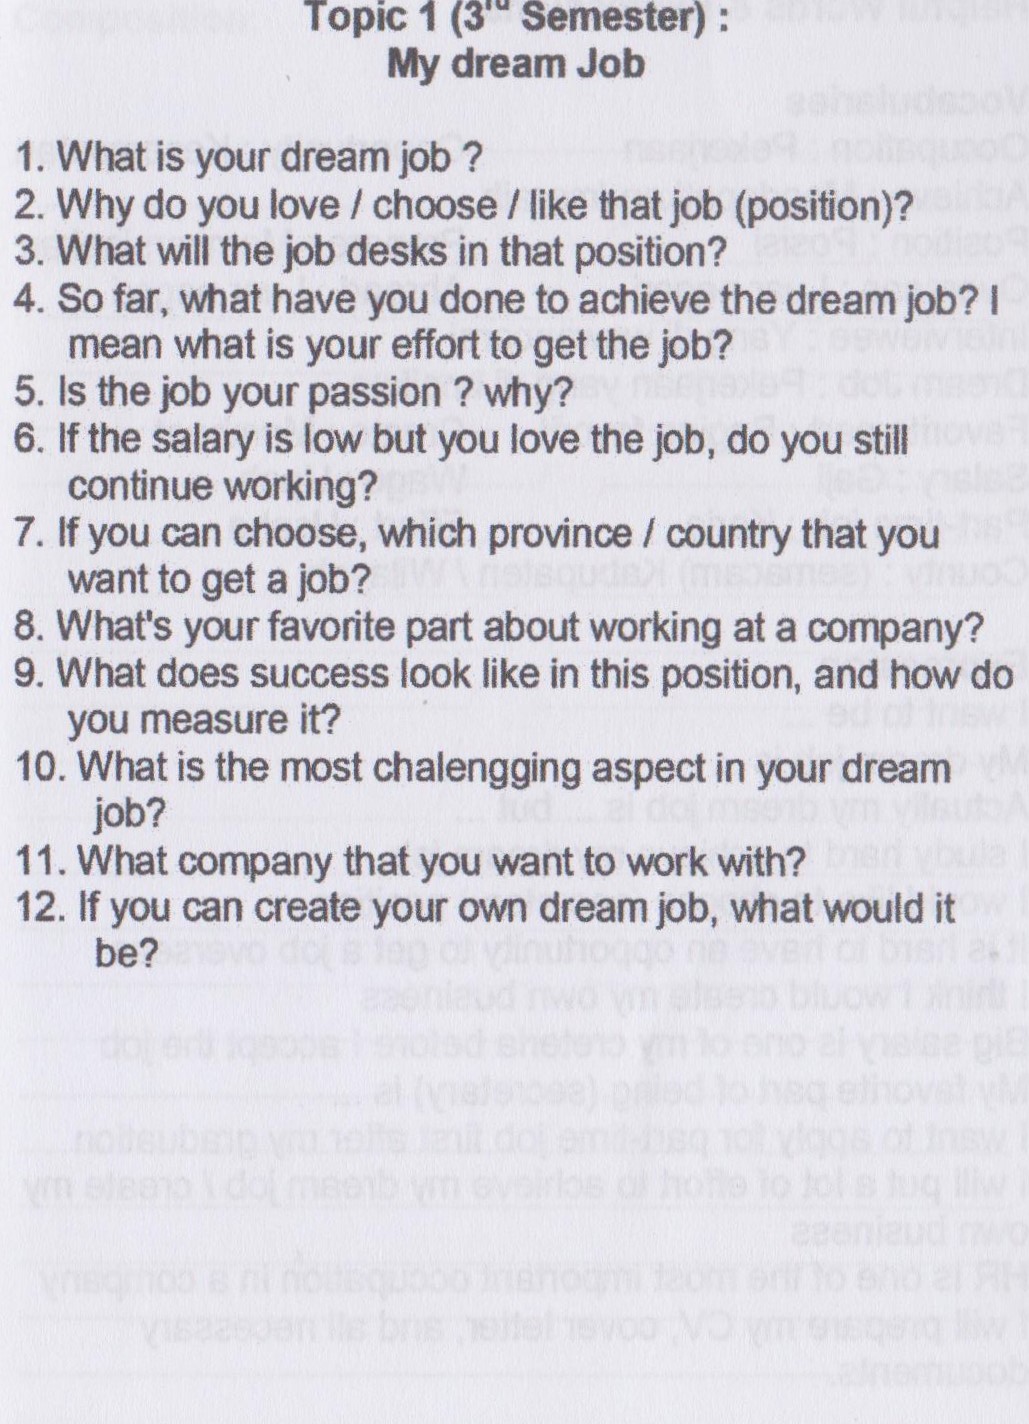 Topic 1 (3rd Semester) :
My dream Job
1. What is your dream job ?
2. Why do you love / choose / like that job (position)?
3. What will the job desks in that position?
4. So far, what have you done to achieve the dream job? I
mean what is your effort to get the job?
5. Is the job your passion ? why?
6. If the salary is low but you love the job, do you still
continue working?
7. If you can choose, which province / country that you
want to get a job?
8. What's your favorite part about working at a company?
9. What does success look like in this position, and how do
you measure it?
10. What is the most chalengging aspect in your dream
job?
11. What company that you want to work with?
12. If you can create your own dream job, what would it
be?